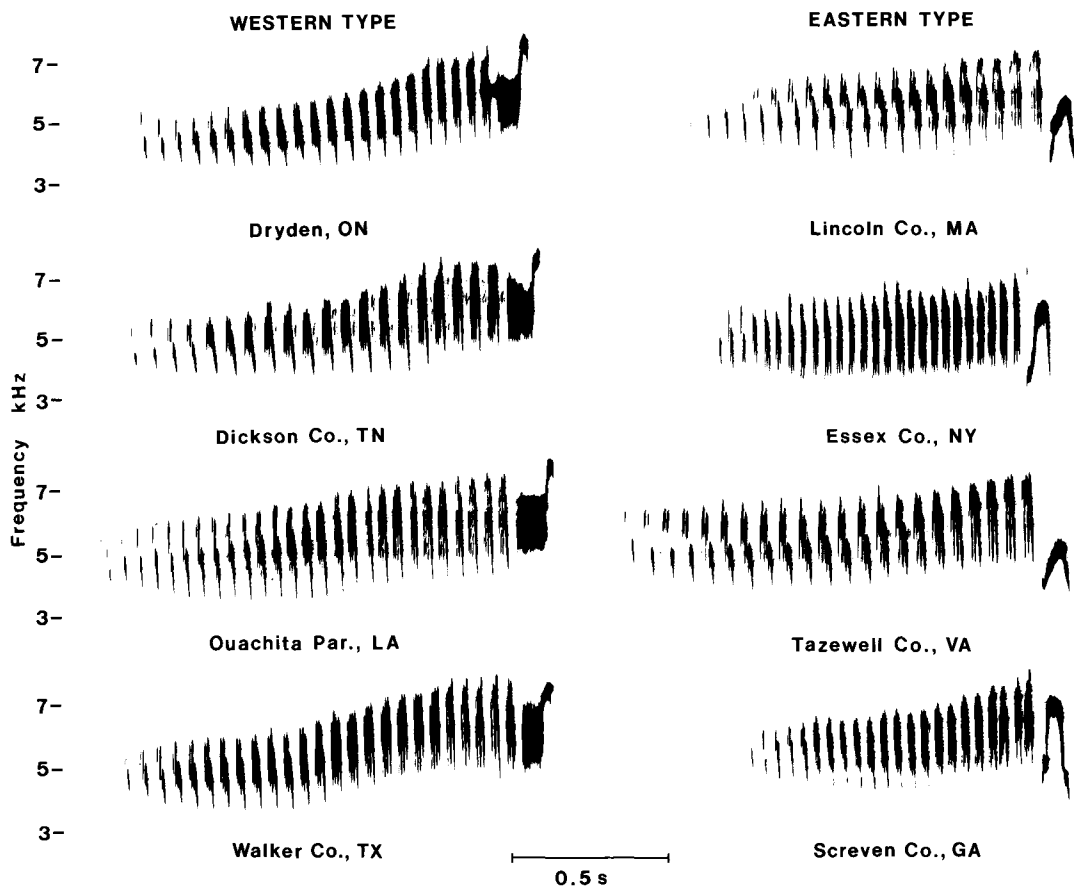 WESTERN TYPE
EASTERN TYPE
7-
5-
3-
Dryden, ON
Lincoln Co., MA
7-
5-
3-
Dickson Co., TN
Essex Co., NY
Frequency kHz
7-
5-
3-
Ouachita Par., LA
Tazewell Co., VA
7-
5-
3-
Walker Co., TX
Screven Co., GA
0.5 s